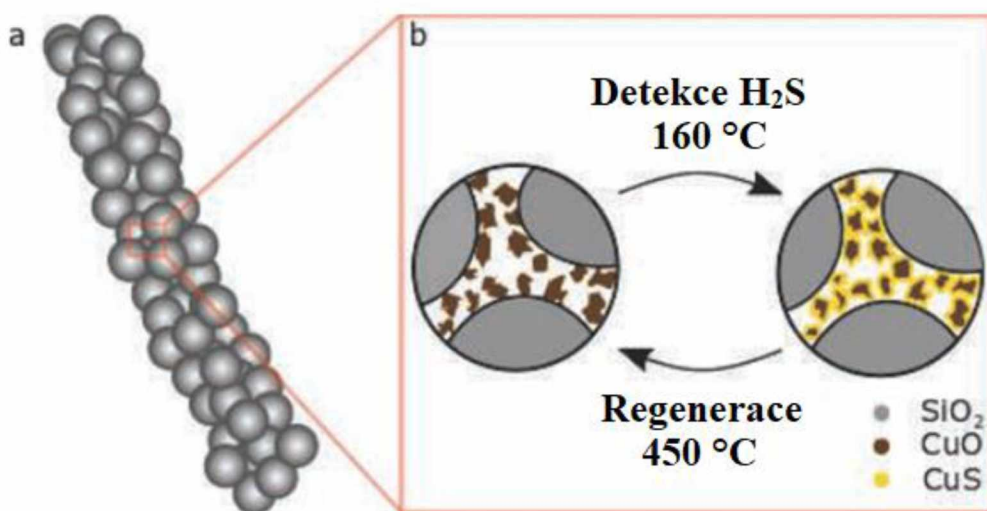 a
b
Detekce H₂S
160 °C
Regenerace
450 °C
SiO₂
CuO
CuS